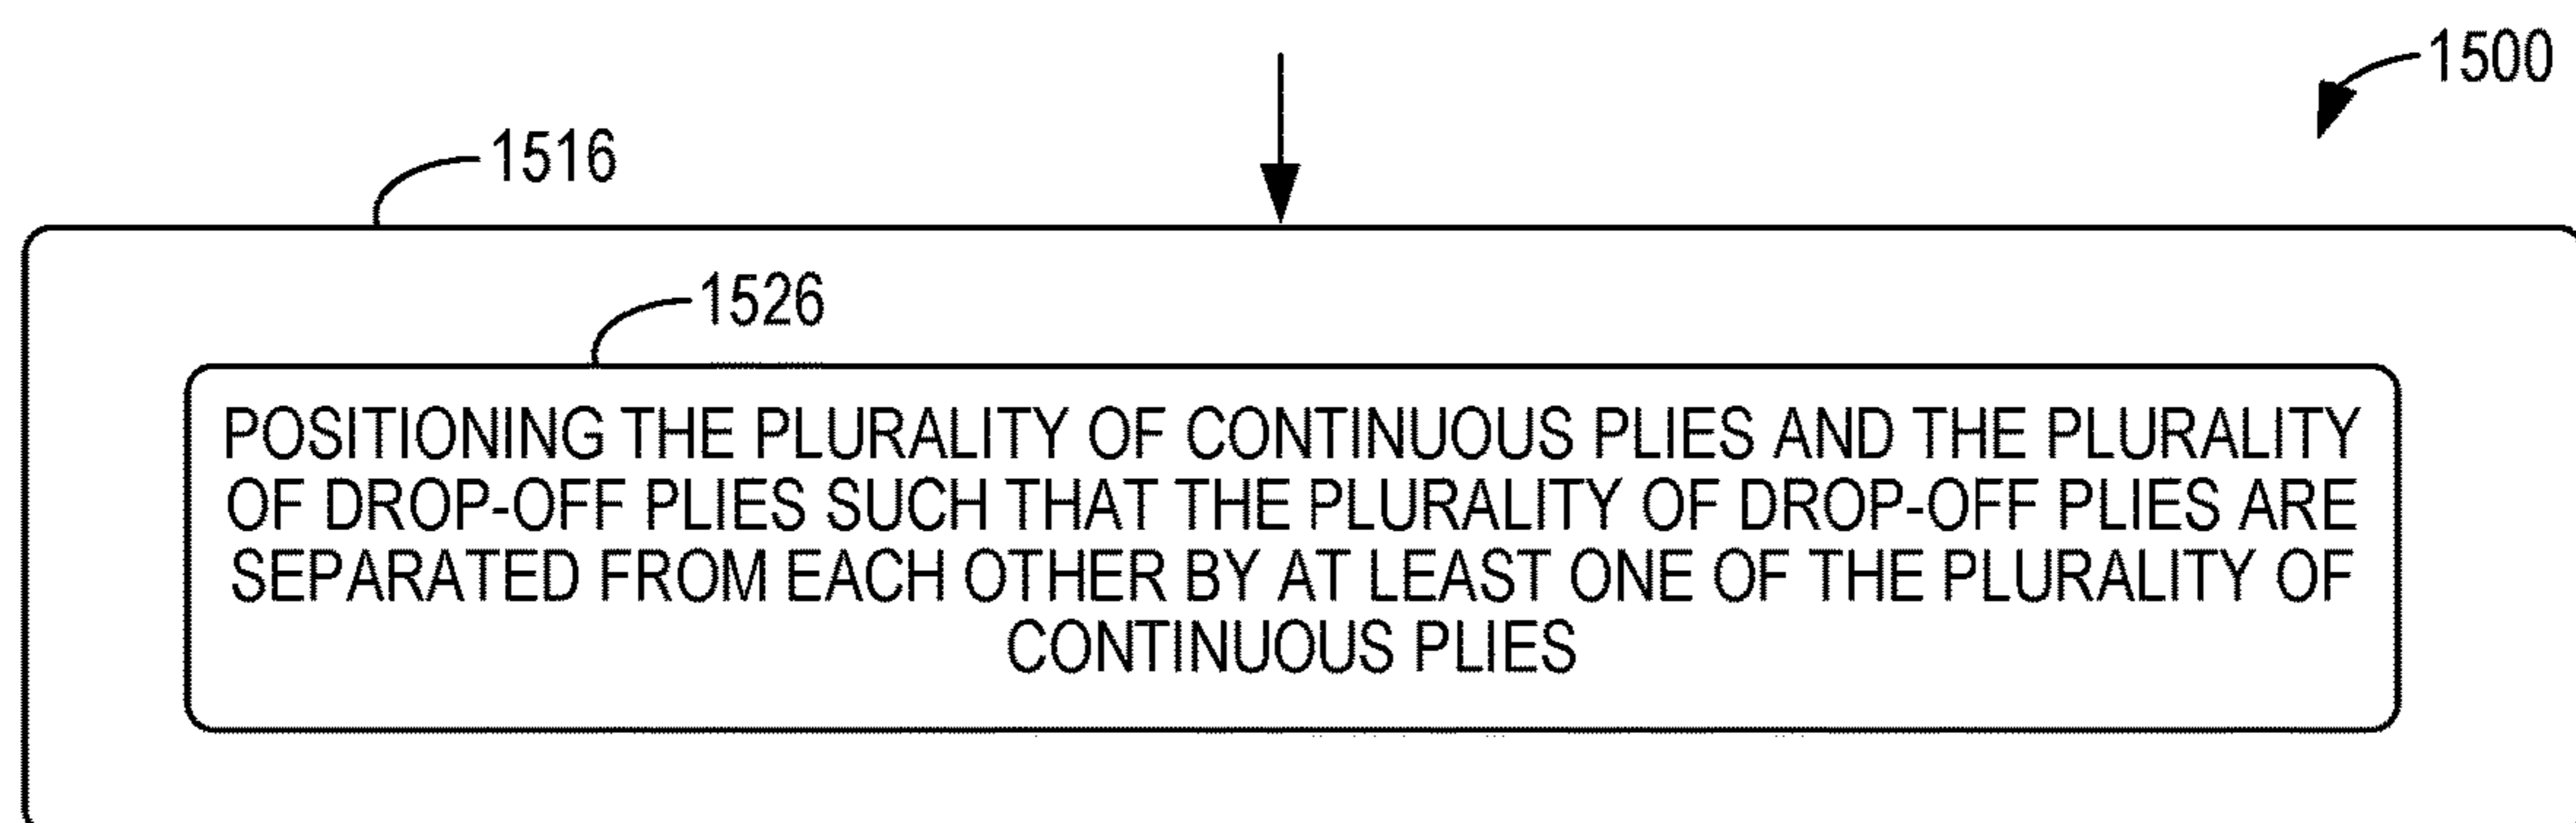 1500
1516
1526
POSITIONING THE PLURALITY OF CONTINUOUS PLIES AND THE PLURALITY
OF DROP-OFF PLIES SUCH THAT THE PLURALITY OF DROP-OFF PLIES ARE
SEPARATED FROM EACH OTHER BY AT LEAST ONE OF THE PLURALITY OF
CONTINUOUS PLIES